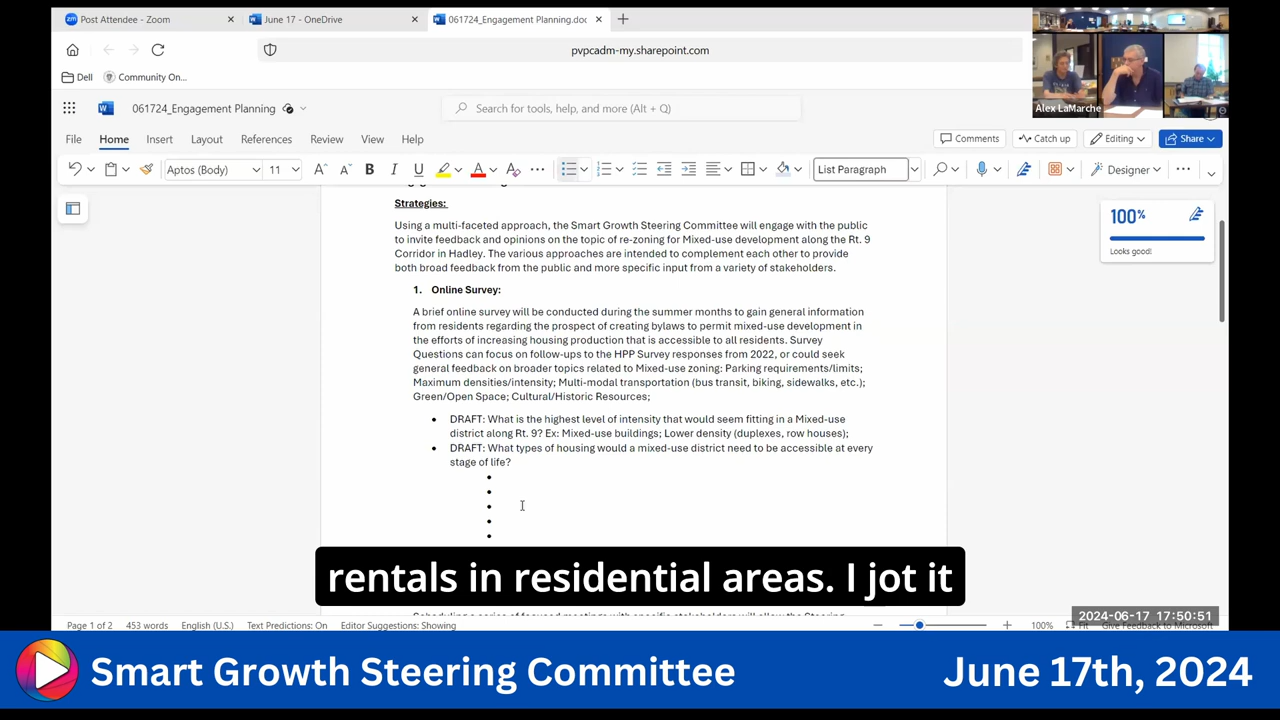 Post Attendee - Zoom
June 17 - OneDrive
061724_Engagement Planning.doc
pvpcadm-my.sharepoint.com
Dell
Community On...
Alex LaMarche
061724_Engagement Planning
Search for tools, help, and more (Alt + Q)
File Home Insert Layout References Review View Help
Comments Catch up Editing Share
Aptos (Body) 11 List Paragraph Designer
Strategies:
100%
Looks good!
Using a multi-faceted approach, the Smart Growth Steering Committee will engage with the public
to invite feedback and opinions on the topic of re-zoning for Mixed-use development along the Rt. 9
Corridor in Hadley. The various approaches are intended to complement each other to provide
both broad feedback from the public and more specific input from a variety of stakeholders.
1. Online Survey:
A brief online survey will be conducted during the summer months to gain general information
from residents regarding the prospect of creating bylaws to permit mixed-use development in
the efforts of increasing housing production that is accessible to all residents. Survey
Questions can focus on follow-ups to the HPP Survey responses from 2022, or could seek
general feedback on broader topics related to Mixed-use zoning: Parking requirements/limits;
Maximum densities/intensity; Multi-modal transportation (bus transit, biking, sidewalks, etc.);
Green/Open Space; Cultural/Historic Resources;
• DRAFT: What is the highest level of intensity that would seem fitting in a Mixed-use
district along Rt. 9? Ex: Mixed-use buildings; Lower density (duplexes, row houses);
• DRAFT: What types of housing would a mixed-use district need to be accessible at every
stage of life?
rentals in residential areas. I jot it
2024-06-17 17:50:51
Page 1 of 2 453 words English (U.S.) Text Predictions: On Editor Suggestions: Showing 100% Fit Give Feedback to Microsoft
Smart Growth Steering Committee
June 17th, 2024